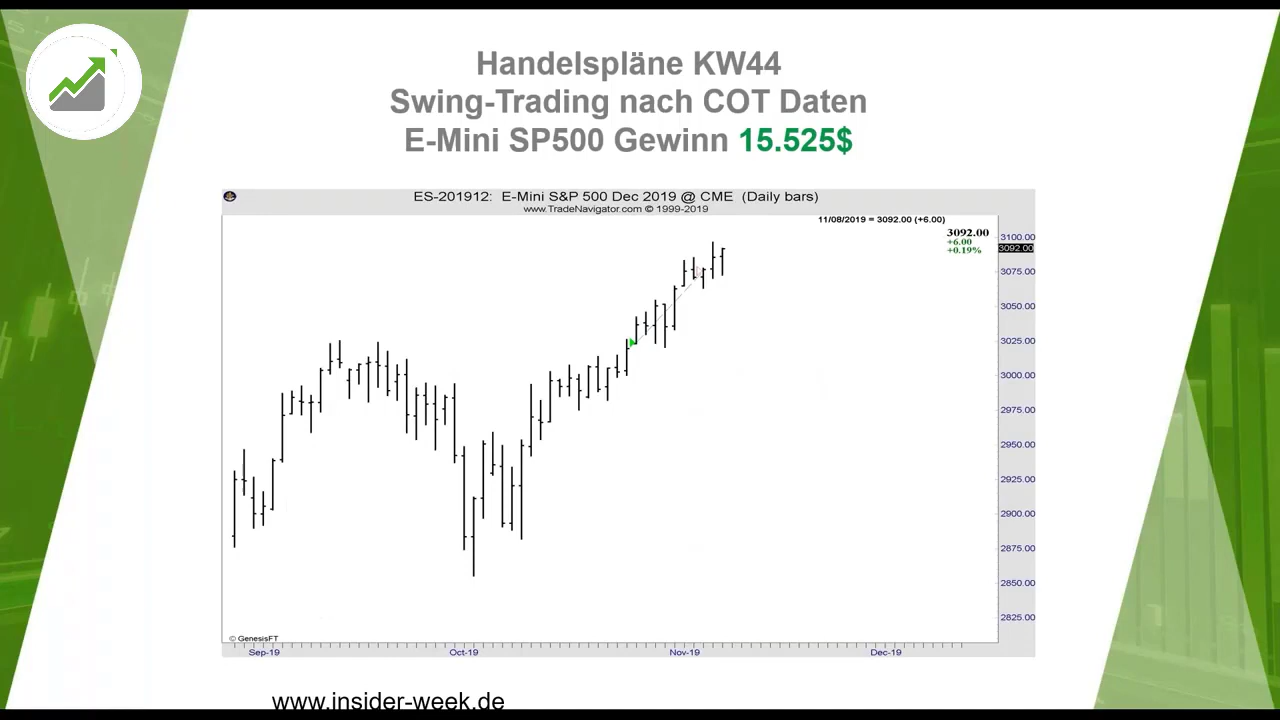 Handelspläne KW44
Swing-Trading nach COT Daten
E-Mini SP500 Gewinn 15.525$
ES-201912: E-Mini S&P 500 Dec 2019 @ CME (Daily bars)
www.TradeNavigator.com © 1999-2019
11/08/2019 = 3092.00 (+6.00)
3092.00
+6.00
+0.19%
3100.00
3092.00
3075.00
3050.00
3025.00
3000.00
2975.00
2950.00
2925.00
2900.00
2875.00
2850.00
2825.00
© GenesisFT
Sep-19 Oct-19 Nov-19 Dec-19
www.insider-week.de